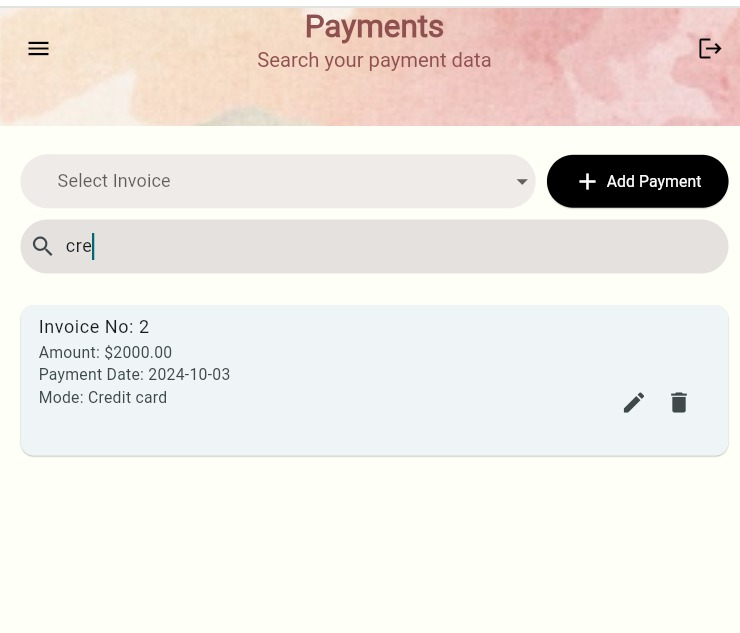 Payments
Search your payment data
Select Invoice
Add Payment
cre
Invoice No: 2
Amount: $2000.00
Payment Date: 2024-10-03
Mode: Credit card